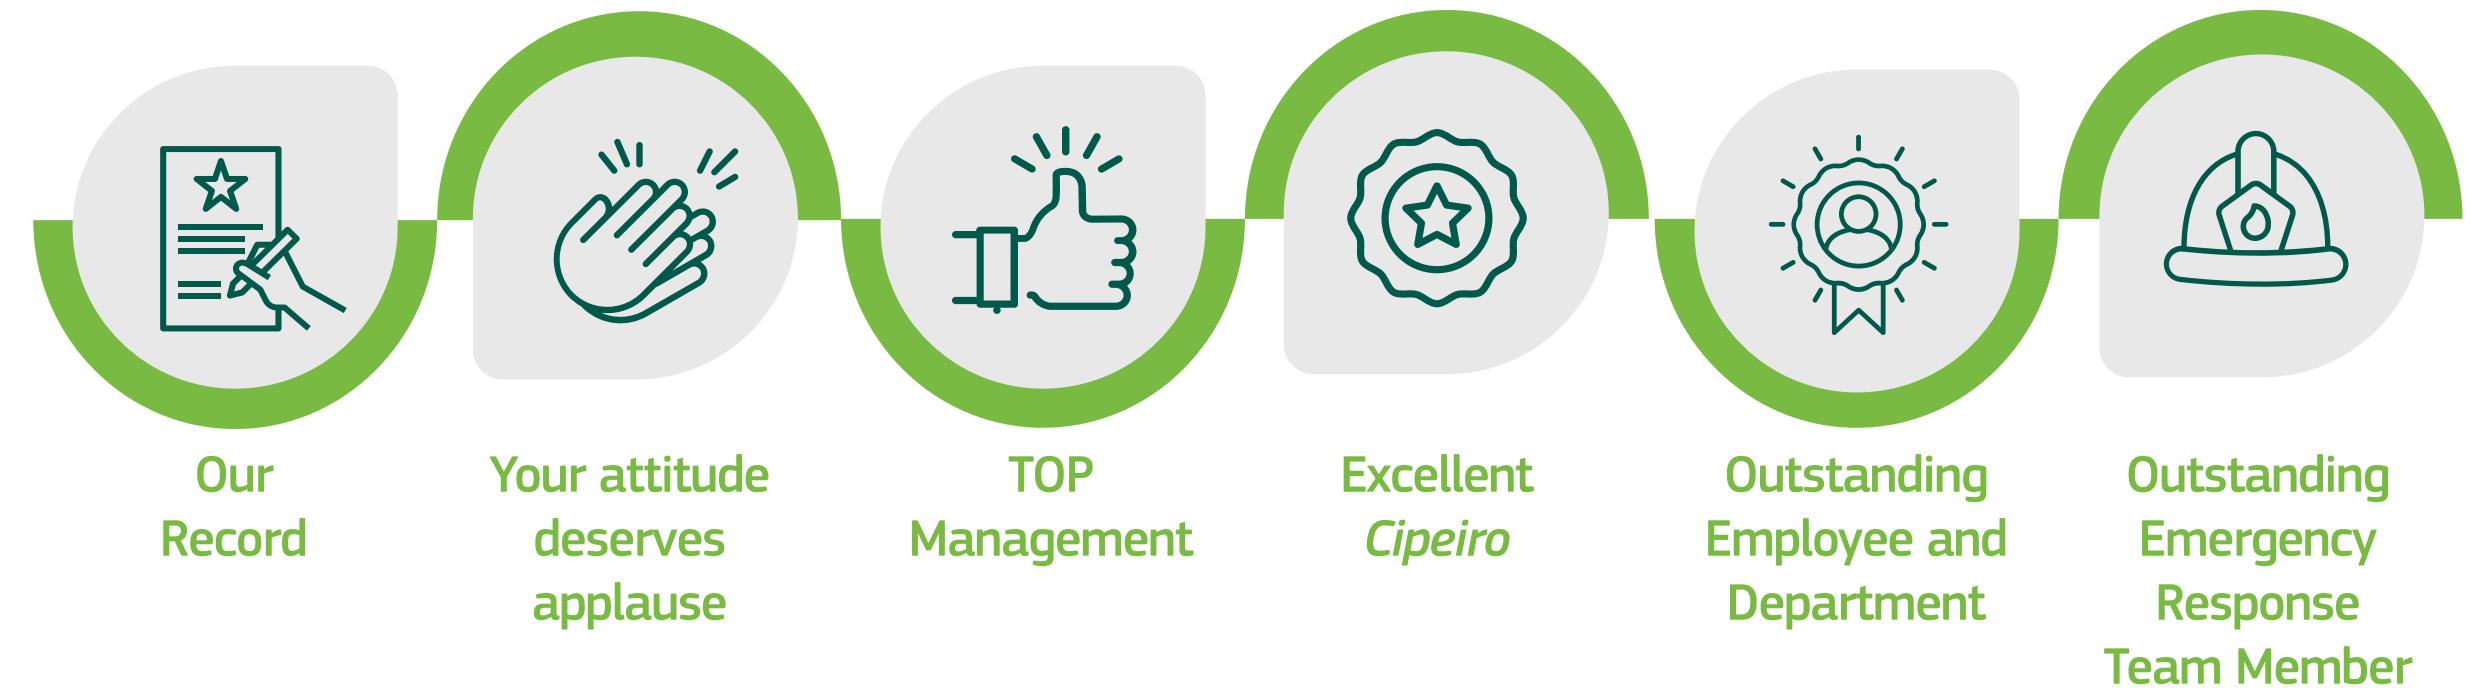 Our
Record
Your attitude
deserves
applause
TOP
Management
Excellent
Cipeiro
Outstanding
Employee and
Department
Outstanding
Emergency
Response
Team Member